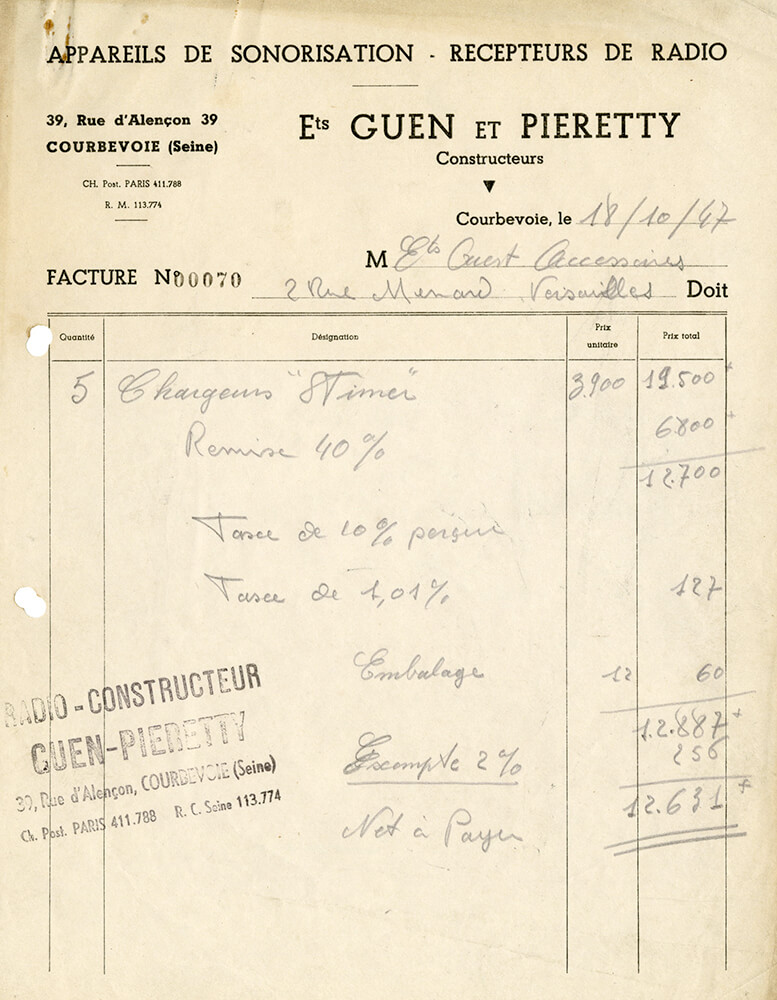 APPAREILS DE SONORISATION - RECEPTEURS DE RADIO
39, Rue d'Alençon 39
COURBEVOIE (Seine)
CH. Post. PARIS 411.788
R. M. 113.774
Ets GUEN ET PIERETTY
Constructeurs
Courbevoie, le 18/10/47
M Ets Ouest Accessoires
FACTURE No 00070
2 Rue Menard Versailles Doit
Quantité Désignation Prix unitaire Prix total
5 Chargeurs "STimer" 3.900 19.500
Remise 40% 6800
12.700
Taxe de 10% perçue
Taxe de 1,01% 127
Embalage 12 60
12.887
Escompte 2% 256
12.631
Net à Payer
RADIO-CONSTRUCTEUR
GUEN-PIERETTY
39, Rue d'Alençon, COURBEVOIE (Seine)
Ch. Post. PARIS 411.788 R. C. Seine 113.774